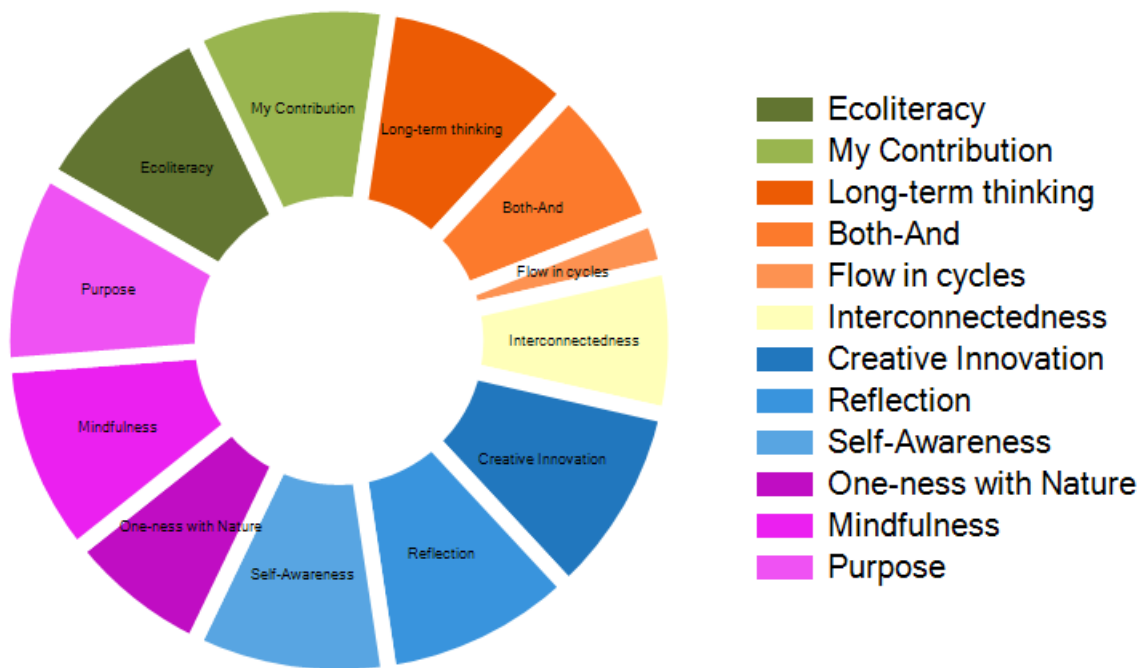 My Contribution
Long-term thinking
Ecoliteracy
Both-And
Flow in cycles
Purpose
Interconnectedness
Mindfulness
Creative Innovation
One-ness with Nature
Reflection
Self-Awareness
Ecoliteracy
My Contribution
Long-term thinking
Both-And
Flow in cycles
Interconnectedness
Creative Innovation
Reflection
Self-Awareness
One-ness with Nature
Mindfulness
Purpose